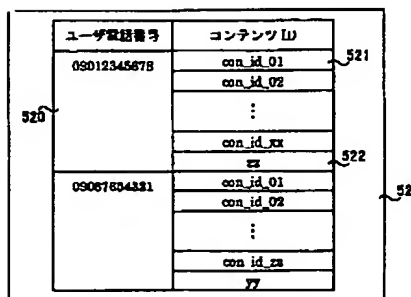 ユーザ電話番号 コンテンツID
09012345678 con_id_01 521
con_id_02
⋮
520
con_id_xx
zz 522
09087654321 con_id_01
con_id_02 52
⋮
con_id_zz
yy